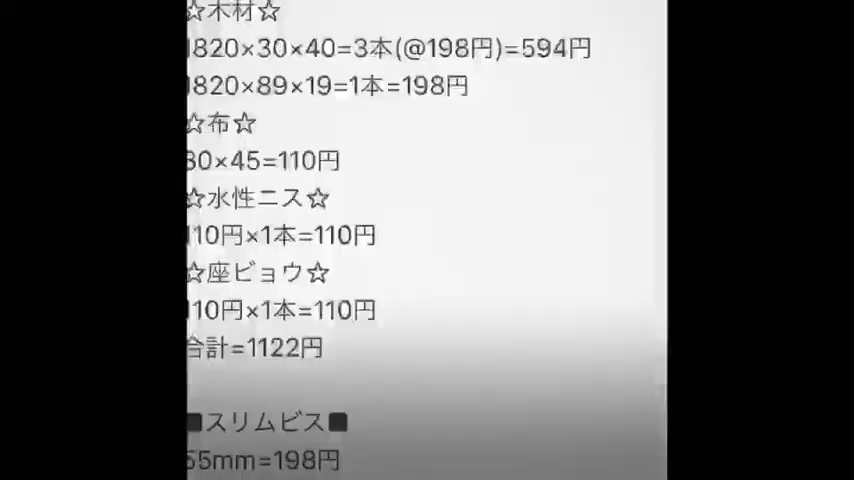 ☆木材☆
1820×30×40=3本(@198円)=594円
1820×89×19=1本=198円
☆布☆
80×45=110円
☆水性ニス☆
110円×1本=110円
☆座ビョウ☆
110円×1本=110円
合計=1122円
■スリムビス■
55mm=198円